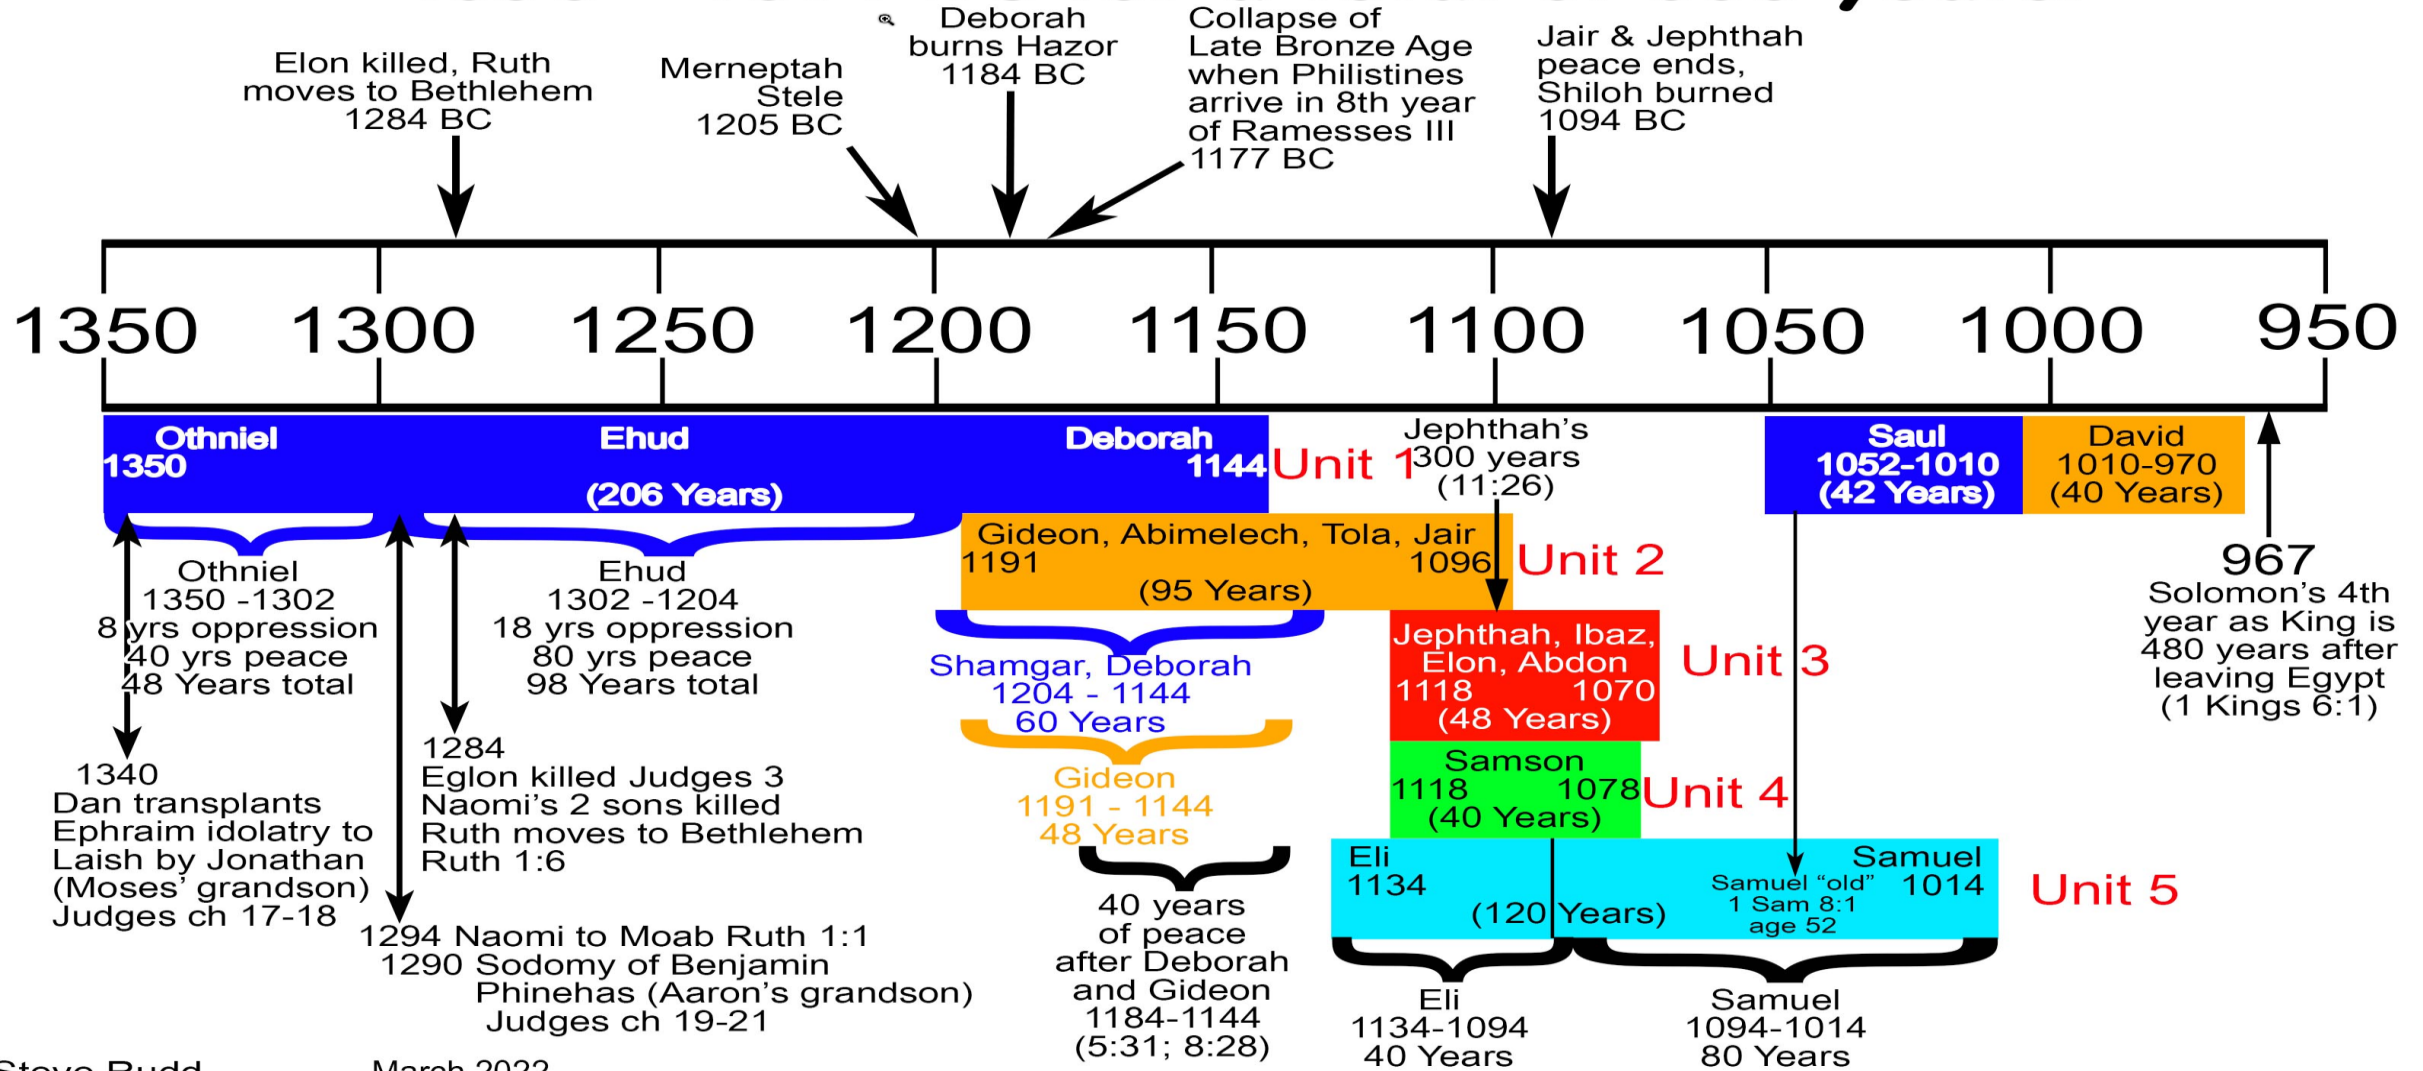 Elon killed, Ruth
moves to Bethlehem
1284 BC
Merneptah
Stele
1205 BC
Deborah
burns Hazor
1184 BC
Collapse of
Late Bronze Age
when Philistines
arrive in 8th year
of Ramesses III
1177 BC
Jair & Jephthah
peace ends,
Shiloh burned
1094 BC
1350 1300 1250 1200 1150 1100 1050 1000 950
Othniel
1350
Ehud
(206 Years)
Deborah
1144
Unit 1
Jephthah's
300 years
(11:26)
Saul
1052-1010
(42 Years)
David
1010-970
(40 Years)
967
Solomon's 4th
year as King is
480 years after
leaving Egypt
(1 Kings 6:1)
Othniel
1350 -1302
8 yrs oppression
40 yrs peace
48 Years total
Ehud
1302 -1204
18 yrs oppression
80 yrs peace
98 Years total
Gideon, Abimelech, Tola, Jair
1191 1096
(95 Years)
Unit 2
Shamgar, Deborah
1204 - 1144
60 Years
Gideon
1191 - 1144
48 Years
40 years
of peace
after Deborah
and Gideon
1184-1144
(5:31; 8:28)
Jephthah, Ibaz,
Elon, Abdon
1118 1070
(48 Years)
Unit 3
Samson
1118 1078
(40 Years)
Unit 4
Eli
1134
(120 Years)
Samuel "old"
1 Sam 8:1
age 52
Samuel
1014
Unit 5
Eli
1134-1094
40 Years
Samuel
1094-1014
80 Years
1340
Dan transplants
Ephraim idolatry to
Laish by Jonathan
(Moses' grandson)
Judges ch 17-18
1284
Eglon killed Judges 3
Naomi's 2 sons killed
Ruth moves to Bethlehem
Ruth 1:6
1294 Naomi to Moab Ruth 1:1
1290 Sodomy of Benjamin
Phinehas (Aaron's grandson)
Judges ch 19-21
Steve Rudd March 2022